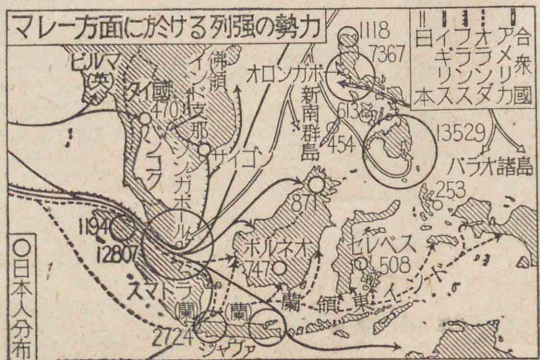 マレー方面に於ける列强の勢力
アメリカ合衆國
オランダ
フランス
イギリス
日本
ビルマ
(英)
タイ國
470
バンコク
佛領
インド支那
サイゴン
シンガポール
オロンガポー
新南群島
1118
7367
613
454
13529
パラオ諸島
253
87
1194
12807
スマトラ
(蘭)
ボルネオ
747
セレベス
508
蘭領東インド
2724
(蘭)
ジャヴァ
○日本人分布